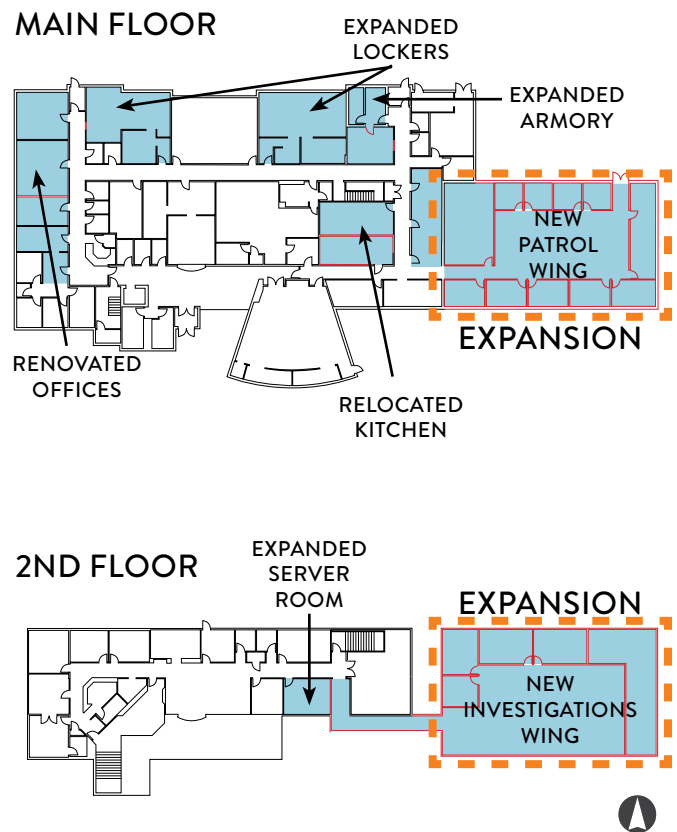 MAIN FLOOR
EXPANDED
LOCKERS
EXPANDED
ARMORY
NEW
PATROL
WING
EXPANSION
RENOVATED
OFFICES
RELOCATED
KITCHEN
2ND FLOOR
EXPANDED
SERVER
ROOM
EXPANSION
NEW
INVESTIGATIONS
WING